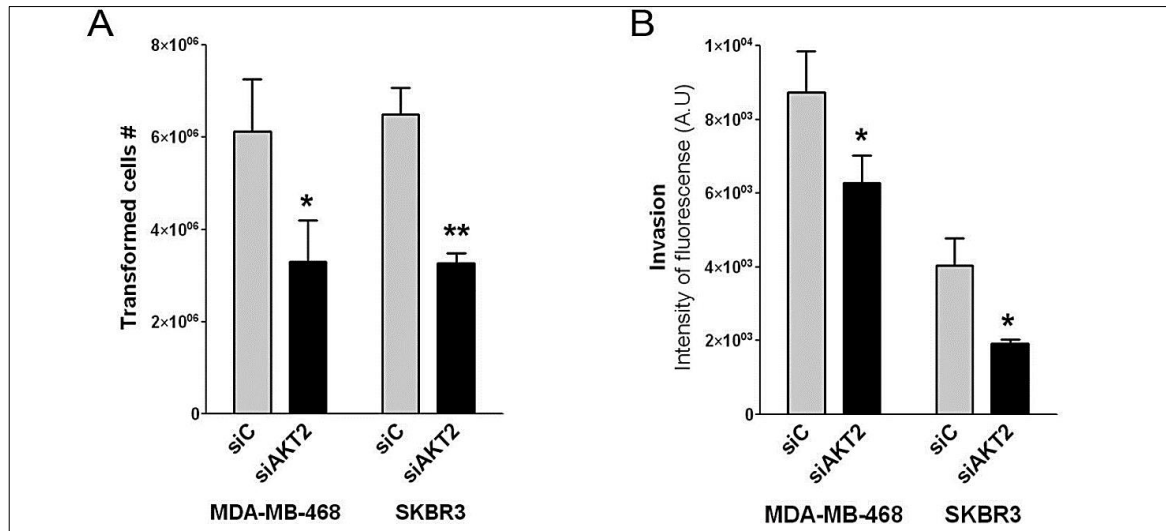 A
Transformed cells #
8×10⁰⁶
6×10⁰⁶
4×10⁰⁶
2×10⁰⁶
0
*
**
siC
siAKT2
siC
siAKT2
MDA-MB-468
SKBR3
B
Invasion
Intensity of fluorescense (A.U)
1×10⁰⁴
8×10⁰³
6×10⁰³
4×10⁰³
2×10⁰³
0
*
*
siC
siAKT2
siC
siAKT2
MDA-MB-468
SKBR3